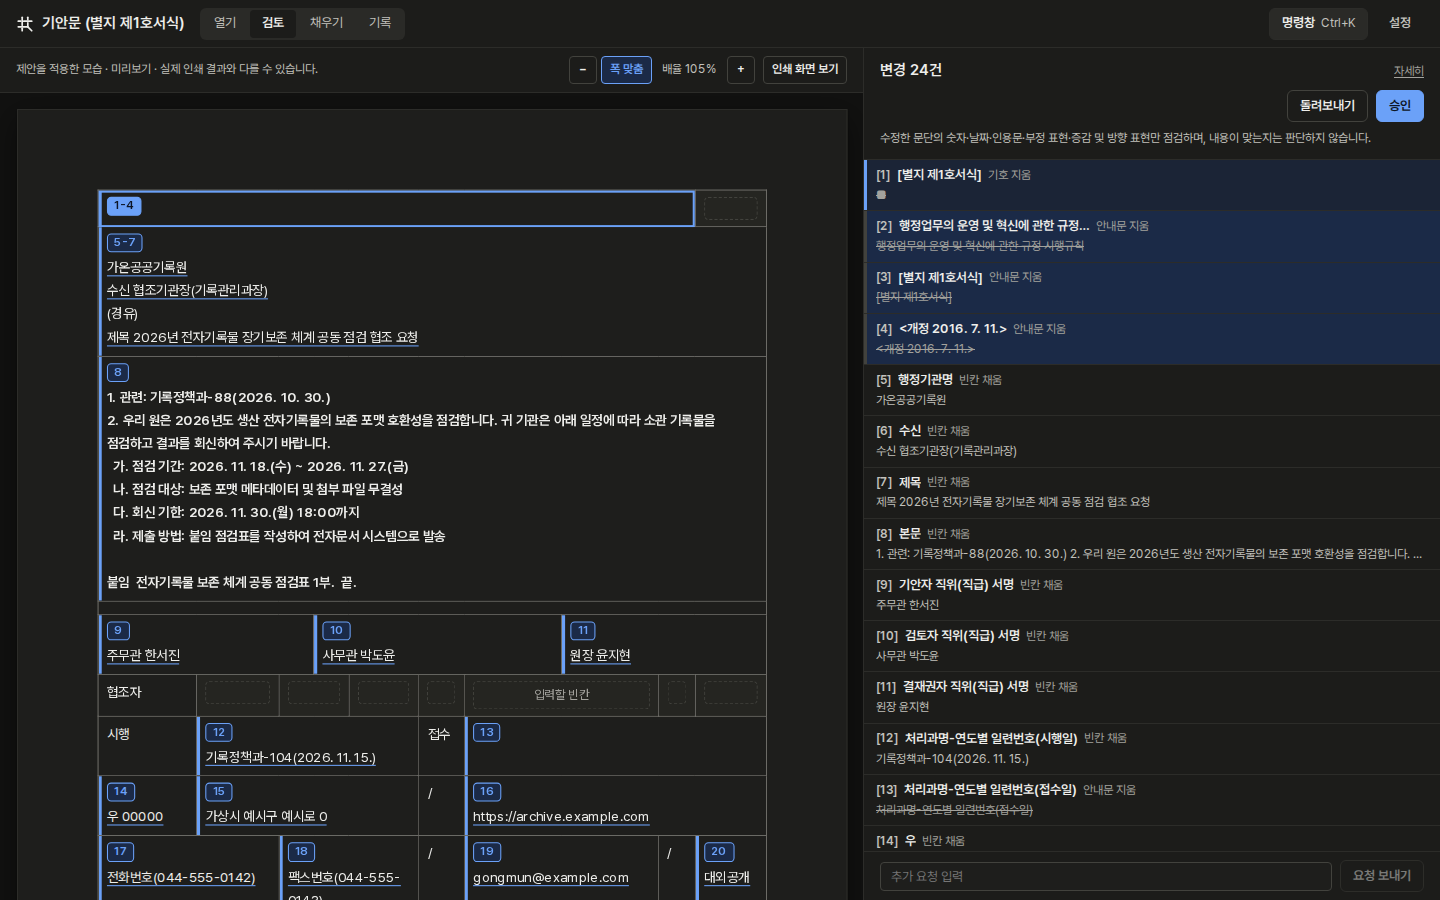 기안문 (별지 제1호서식)
열기 검토 채우기 기록
명령창 Ctrl+K 설정
제안을 적용한 모습 · 미리보기 · 실제 인쇄 결과와 다를 수 있습니다.
− 폭 맞춤 배율 105% + 인쇄 화면 보기
1-4
5-7
가온공공기록원
수신 협조기관장(기록관리과장)
(경유)
제목 2026년 전자기록물 장기보존 체계 공동 점검 협조 요청
8
1. 관련: 기록정책과-88(2026. 10. 30.)
2. 우리 원은 2026년도 생산 전자기록물의 보존 포맷 호환성을 점검합니다. 귀 기관은 아래 일정에 따라 소관 기록물을
점검하고 결과를 회신하여 주시기 바랍니다.
가. 점검 기간: 2026. 11. 18.(수) ~ 2026. 11. 27.(금)
나. 점검 대상: 보존 포맷 메타데이터 및 첨부 파일 무결성
다. 회신 기한: 2026. 11. 30.(월) 18:00까지
라. 제출 방법: 붙임 점검표를 작성하여 전자문서 시스템으로 발송
붙임 전자기록물 보존 체계 공동 점검표 1부. 끝.
9 10 11
주무관 한서진 사무관 박도윤 원장 윤지현
협조자 입력할 빈칸
시행 12 접수 13
기록정책과-104(2026. 11. 15.)
14 15 / 16
우 00000 가상시 예시구 예시로 0 https://archive.example.com
17 18 / 19 / 20
전화번호(044-555-0142) 팩스번호(044-555- gongmun@example.com 대외공개
변경 24건 자세히
돌려보내기 승인
수정한 문단의 숫자·날짜·인용문·부정 표현·증감 및 방향 표현만 점검하며, 내용이 맞는지는 판단하지 않습니다.
[1] [별지 제1호서식] 기호 지움
[2] 행정업무의 운영 및 혁신에 관한 규정... 안내문 지움
행정업무의 운영 및 혁신에 관한 규정 시행규칙
[3] [별지 제1호서식] 안내문 지움
[별지 제1호서식]
[4] <개정 2016. 7. 11.> 안내문 지움
<개정 2016. 7. 11.>
[5] 행정기관명 빈칸 채움
가온공공기록원
[6] 수신 빈칸 채움
수신 협조기관장(기록관리과장)
[7] 제목 빈칸 채움
제목 2026년 전자기록물 장기보존 체계 공동 점검 협조 요청
[8] 본문 빈칸 채움
1. 관련: 기록정책과-88(2026. 10. 30.) 2. 우리 원은 2026년도 생산 전자기록물의 보존 포맷 호환성을 점검합니다. ...
[9] 기안자 직위(직급) 서명 빈칸 채움
주무관 한서진
[10] 검토자 직위(직급) 서명 빈칸 채움
사무관 박도윤
[11] 결재권자 직위(직급) 서명 빈칸 채움
원장 윤지현
[12] 처리과명-연도별 일련번호(시행일) 빈칸 채움
기록정책과-104(2026. 11. 15.)
[13] 처리과명-연도별 일련번호(접수일) 안내문 지움
처리과명-연도별 일련번호(접수일)
[14] 우 빈칸 채움
추가 요청 입력 요청 보내기